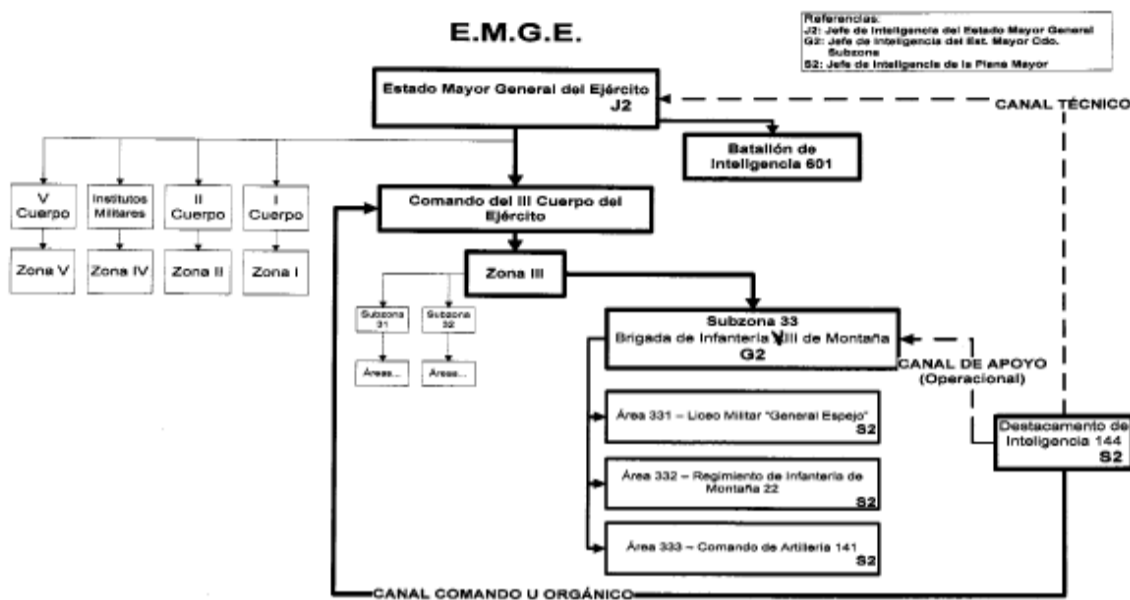 E.M.G.E.
Referencias:
J2: Jefe de Inteligencia del Estado Mayor General
G2: Jefe de Inteligencia del Est. Mayor Cdo.
Subzona
S2: Jefe de Inteligencia de la Plana Mayor
Estado Mayor General del Ejército
J2
CANAL TÉCNICO
Batallón de
Inteligencia 601
V
Cuerpo
Institutos
Militares
II
Cuerpo
I
Cuerpo
Comando del III Cuerpo del
Ejército
Zona V
Zona IV
Zona II
Zona I
Zona III
Subzona
31
Subzona
32
Áreas...
Áreas...
Subzona 33
Brigada de Infantería VIII de Montaña
G2
CANAL DE APOYO
(Operacional)
Área 331 – Liceo Militar "General Espejo"
S2
Destacamento de
Inteligencia 144
S2
Área 332 – Regimiento de Infantería de
Montaña 22
S2
Área 333 – Comando de Artillería 141
S2
CANAL COMANDO U ORGÁNICO